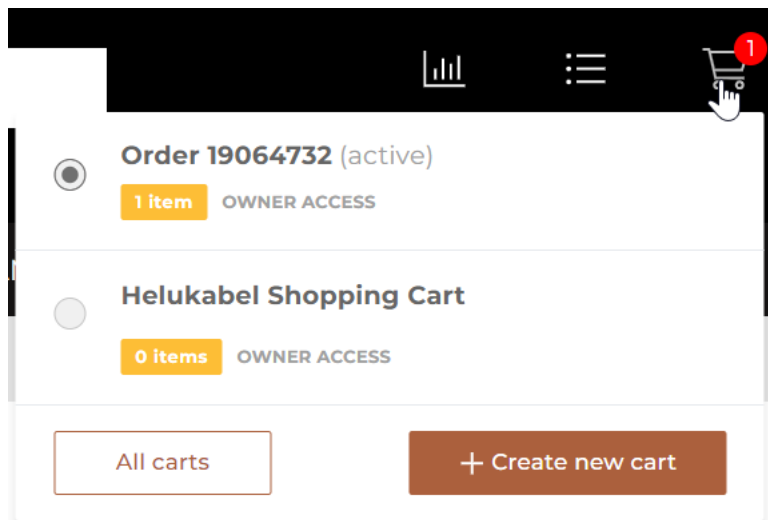 1
Order 19064732 (active)
1 item OWNER ACCESS
Helukabel Shopping Cart
0 items OWNER ACCESS
All carts
+ Create new cart